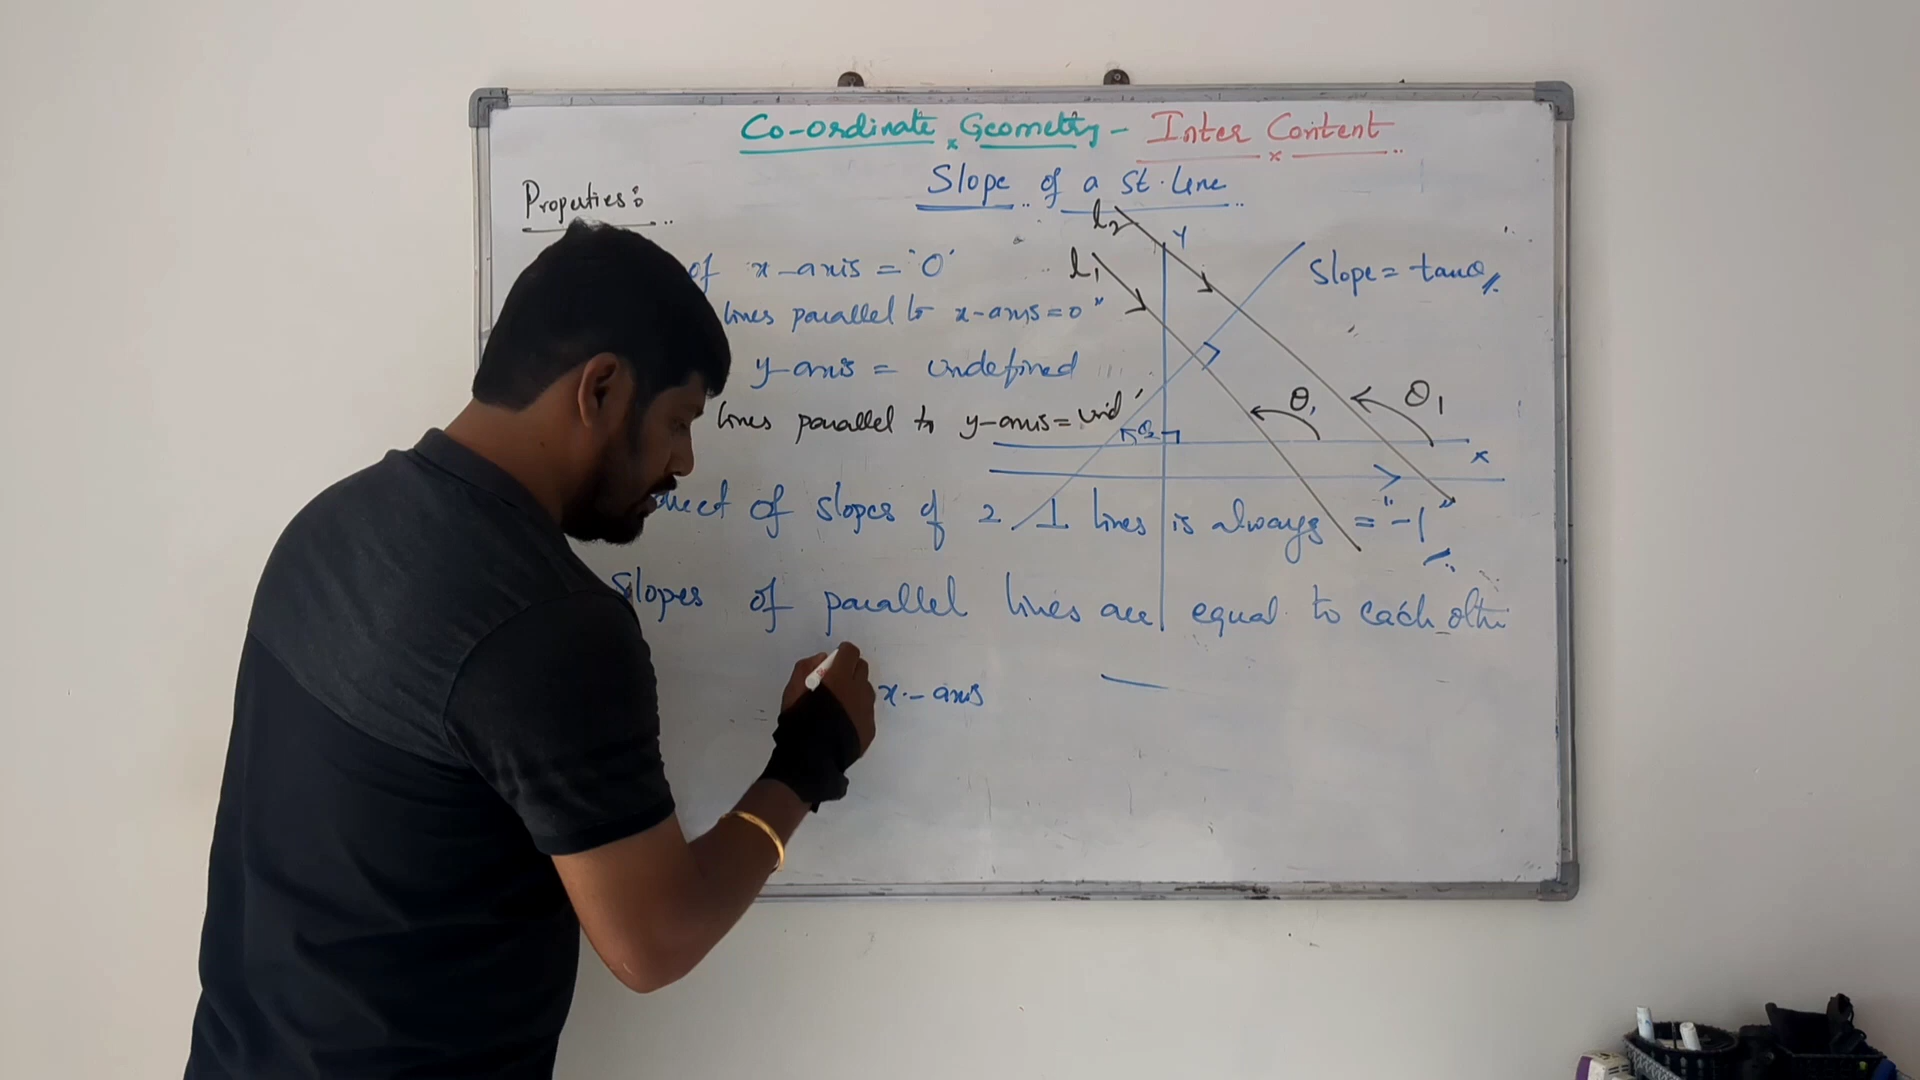 Co-ordinate Geometry - Inter Content
Slope of a st. line
Properties:
of x-axis = "0"
lines parallel to x-axis = 0"
y-axis = undefined
lines parallel to y-axis = und'
of slopes of 2 ⊥ lines is always = "-1"
Slopes of parallel lines are equal to each othe
x - axis
l₂
l₁
Y
Slope = tanθ
θ₁
θ₁
θ₂
X